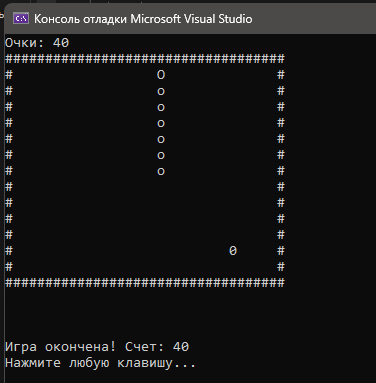 Консоль отладки Microsoft Visual Studio
Очки: 40
###################################
#                  O              #
#                  o              #
#                  o              #
#                  o              #
#                  o              #
#                  o              #
#                  o              #
#                                 #
#                                 #
#                                 #
#                                 #
#                           0     #
#                                 #
###################################
Игра окончена! Счет: 40
Нажмите любую клавишу...